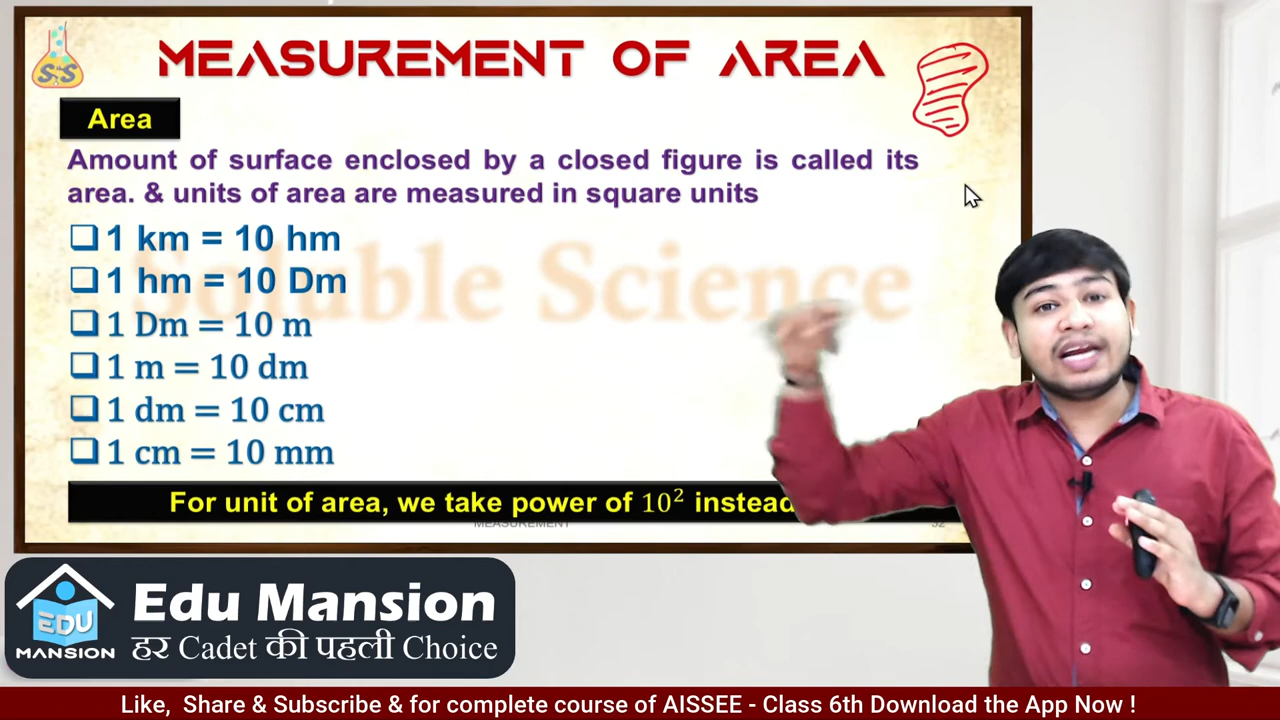 MEASUREMENT OF AREA
SS
Area
Amount of surface enclosed by a closed figure is called its
area. & units of area are measured in square units
Soluble Science
1 km = 10 hm
1 hm = 10 Dm
1 Dm = 10 m
1 m = 10 dm
1 dm = 10 cm
1 cm = 10 mm
For unit of area, we take power of 10² instead
MEASUREMENT
32
EDU
MANSION
Edu Mansion
हर Cadet की पहली Choice
Like, Share & Subscribe & for complete course of AISSEE - Class 6th Download the App Now !